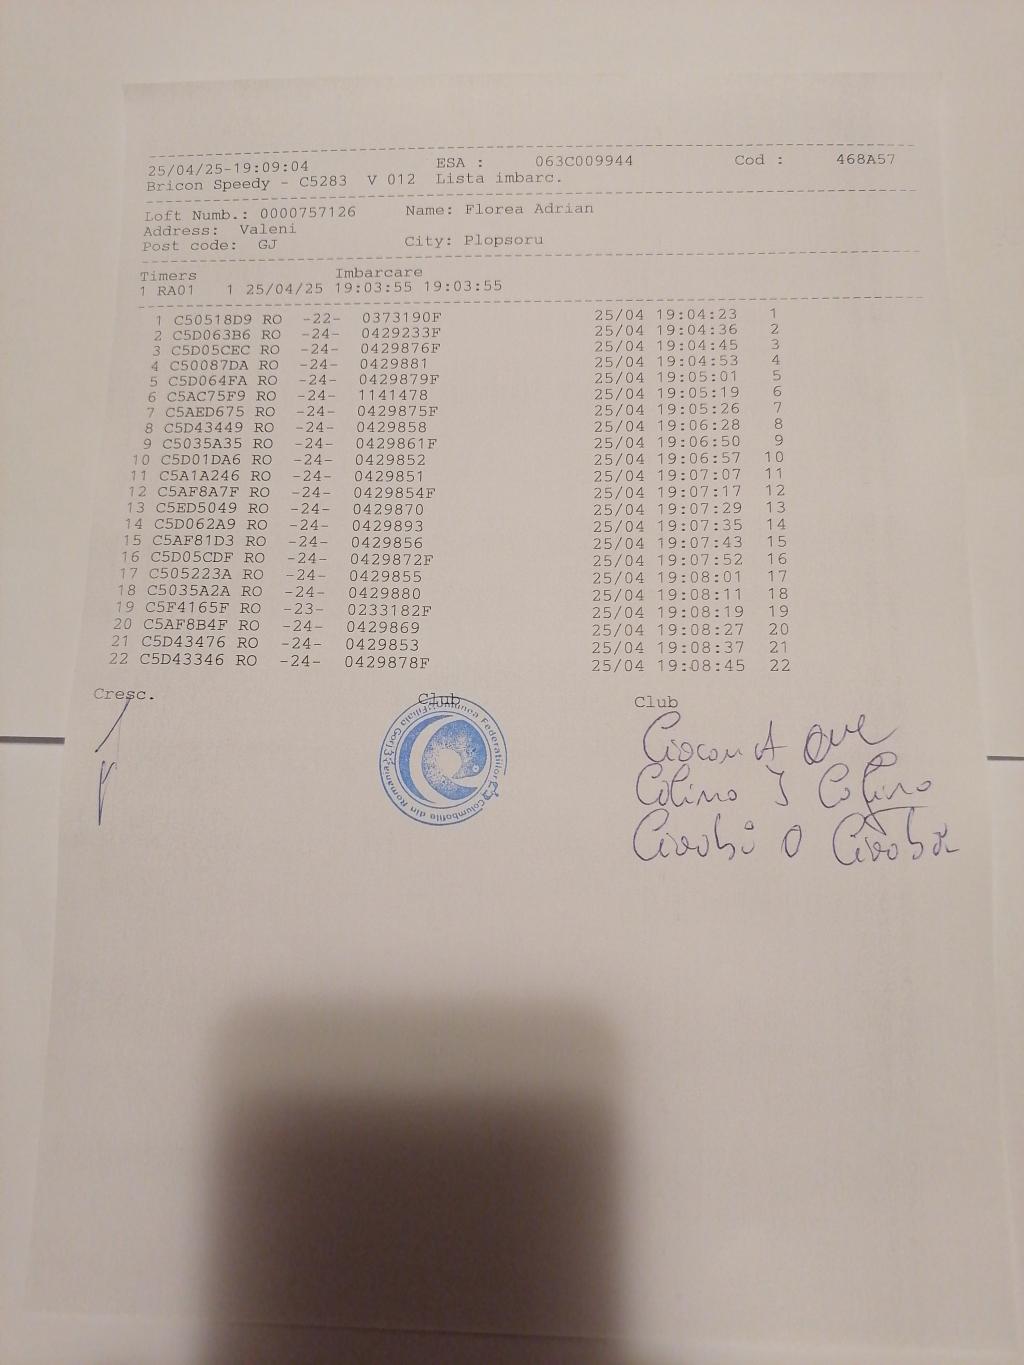 25/04/25-19:09:04 ESA : 063C009944 Cod : 468A57
Bricon Speedy - C5283 V 012 Lista imbarc.
Loft Numb.: 0000757126 Name: Florea Adrian
Address: Valeni
Post code: GJ City: Plopsoru
Timers Imbarcare
1 RA01 1 25/04/25 19:03:55 19:03:55
1 C50518D9 RO -22- 0373190F 25/04 19:04:23 1
2 C5D063B6 RO -24- 0429233F 25/04 19:04:36 2
3 C5D05CEC RO -24- 0429876F 25/04 19:04:45 3
4 C50087DA RO -24- 0429881 25/04 19:04:53 4
5 C5D064FA RO -24- 0429879F 25/04 19:05:01 5
6 C5AC75F9 RO -24- 1141478 25/04 19:05:19 6
7 C5AED675 RO -24- 0429875F 25/04 19:05:26 7
8 C5D43449 RO -24- 0429858 25/04 19:06:28 8
9 C5035A35 RO -24- 0429861F 25/04 19:06:50 9
10 C5D01DA6 RO -24- 0429852 25/04 19:06:57 10
11 C5A1A246 RO -24- 0429851 25/04 19:07:07 11
12 C5AF8A7F RO -24- 0429854F 25/04 19:07:17 12
13 C5ED5049 RO -24- 0429870 25/04 19:07:29 13
14 C5D062A9 RO -24- 0429893 25/04 19:07:35 14
15 C5AF81D3 RO -24- 0429856 25/04 19:07:43 15
16 C5D05CDF RO -24- 0429872F 25/04 19:07:52 16
17 C505223A RO -24- 0429855 25/04 19:08:01 17
18 C5035A2A RO -24- 0429880 25/04 19:08:11 18
19 C5F4165F RO -23- 0233182F 25/04 19:08:19 19
20 C5AF8B4F RO -24- 0429869 25/04 19:08:27 20
21 C5D43476 RO -24- 0429853 25/04 19:08:37 21
22 C5D43346 RO -24- 0429878F 25/04 19:08:45 22
Cresc. Club Club
Uniunea Federatiilor Columbofile din Romania
Filiala Gorj